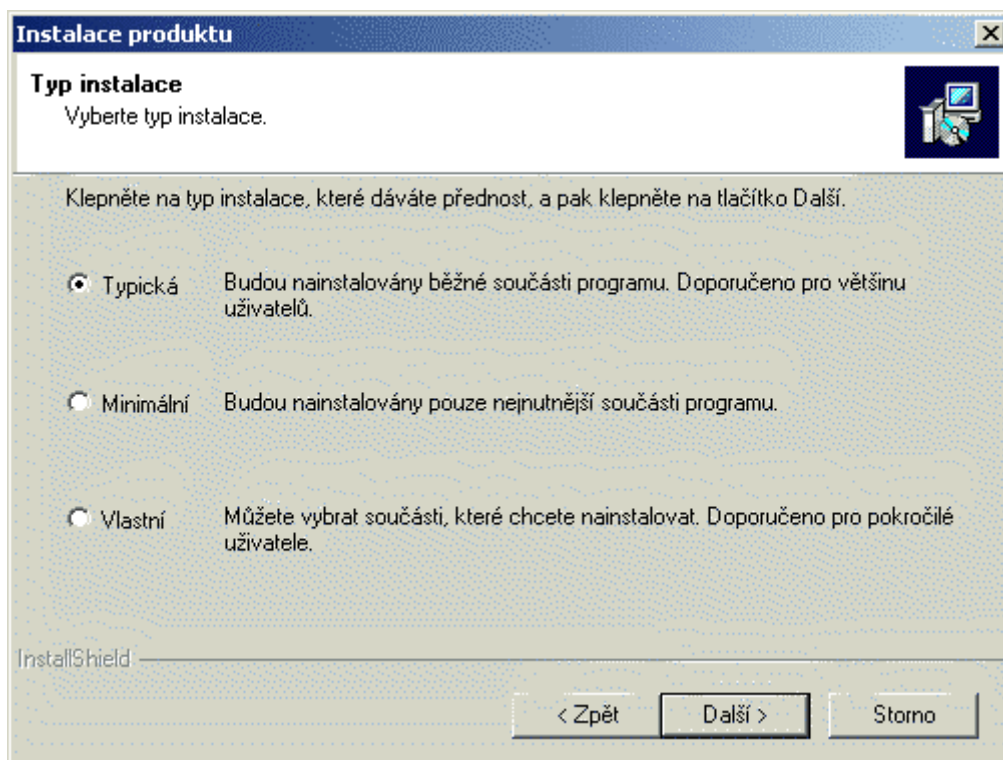 Instalace produktu
Typ instalace
Vyberte typ instalace.
Klepněte na typ instalace, které dáváte přednost, a pak klepněte na tlačítko Další.
Typická Budou nainstalovány běžné součásti programu. Doporučeno pro většinu
uživatelů.
Minimální Budou nainstalovány pouze nejnutnější součásti programu.
Vlastní Můžete vybrat součásti, které chcete nainstalovat. Doporučeno pro pokročilé
uživatele.
InstallShield
< Zpět Další > Storno